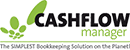 CASHFLOW
manager
The SIMPLEST Bookkeeping Solution on the Planet!